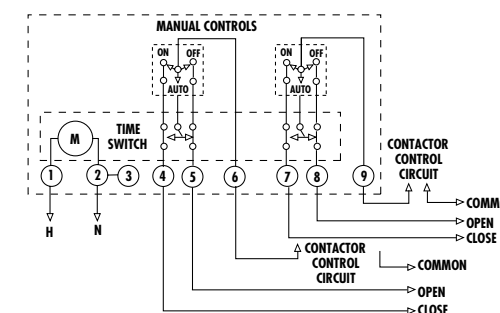 MANUAL CONTROLS
ON OFF
AUTO
ON OFF
AUTO
M
TIME
SWITCH
1 2 3 4 5 6 7 8 9
H N
CONTACTOR
CONTROL
CIRCUIT
COMM
OPEN
CLOSE
CONTACTOR
CONTROL
CIRCUIT
COMMON
OPEN
CLOSE